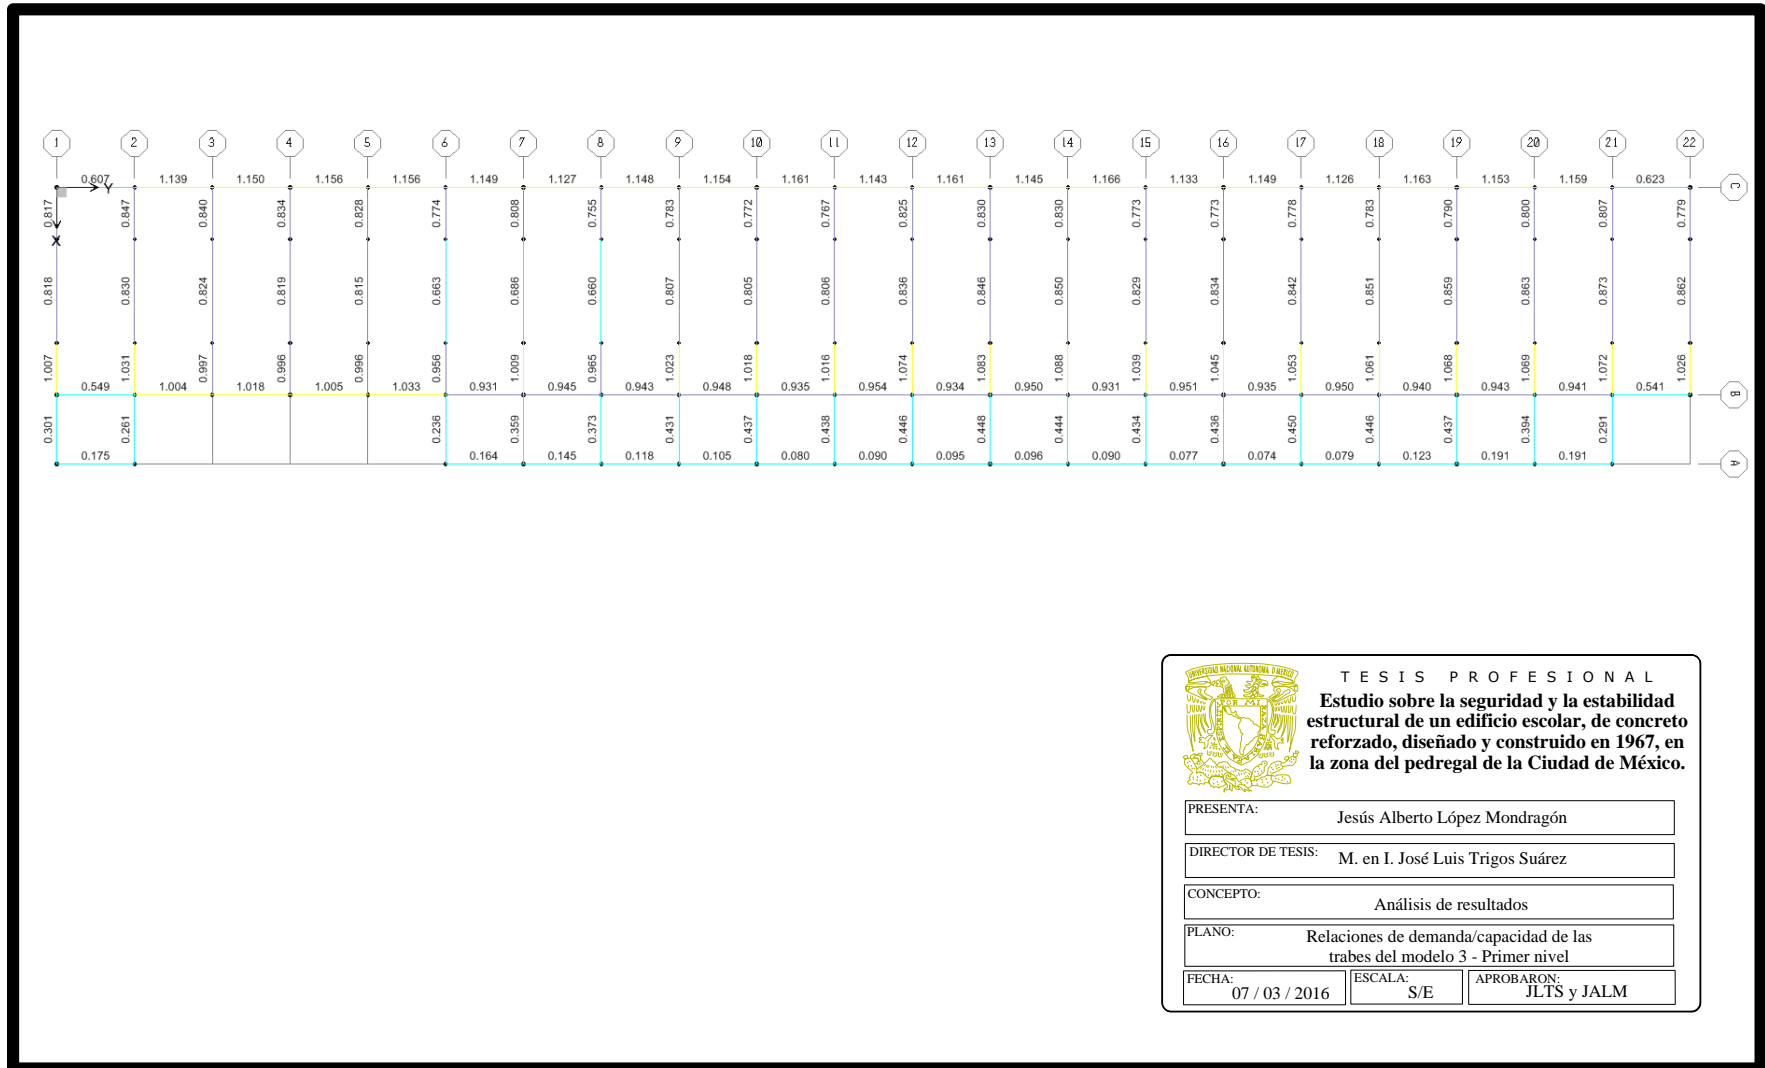 1 2 3 4 5 6 7 8 9 10 11 12 13 14 15 16 17 18 19 20 21 22
0.607 1.139 1.150 1.156 1.156 1.149 1.127 1.148 1.154 1.161 1.143 1.161 1.145 1.166 1.133 1.149 1.126 1.163 1.153 1.159 0.623
Y
C
0.817 0.847 0.840 0.834 0.828 0.774 0.808 0.755 0.783 0.772 0.767 0.825 0.830 0.830 0.773 0.773 0.778 0.783 0.790 0.800 0.807 0.779
X
0.818 0.830 0.824 0.819 0.815 0.663 0.686 0.660 0.807 0.805 0.806 0.836 0.846 0.850 0.829 0.834 0.842 0.851 0.859 0.863 0.873 0.862
1.007 1.031 0.997 0.996 0.996 0.956 1.009 0.965 1.023 1.018 1.016 1.074 1.083 1.088 1.039 1.045 1.053 1.061 1.068 1.069 1.072 1.026
0.549 1.004 1.018 1.005 1.033 0.931 0.945 0.943 0.948 0.935 0.954 0.934 0.950 0.931 0.951 0.935 0.950 0.940 0.943 0.941 0.541
B
0.301 0.261 0.236 0.359 0.373 0.431 0.437 0.438 0.446 0.448 0.444 0.434 0.436 0.450 0.446 0.437 0.394 0.291
0.175 0.164 0.145 0.118 0.105 0.080 0.090 0.095 0.096 0.090 0.077 0.074 0.079 0.123 0.191 0.191
A
TESIS PROFESIONAL
Estudio sobre la seguridad y la estabilidad
estructural de un edificio escolar, de concreto
reforzado, diseñado y construido en 1967, en
la zona del pedregal de la Ciudad de México.
PRESENTA: Jesús Alberto López Mondragón
DIRECTOR DE TESIS: M. en I. José Luis Trigos Suárez
CONCEPTO: Análisis de resultados
PLANO: Relaciones de demanda/capacidad de las
trabes del modelo 3 - Primer nivel
FECHA: 07 / 03 / 2016
ESCALA: S/E
APROBARON: JLTS y JALM